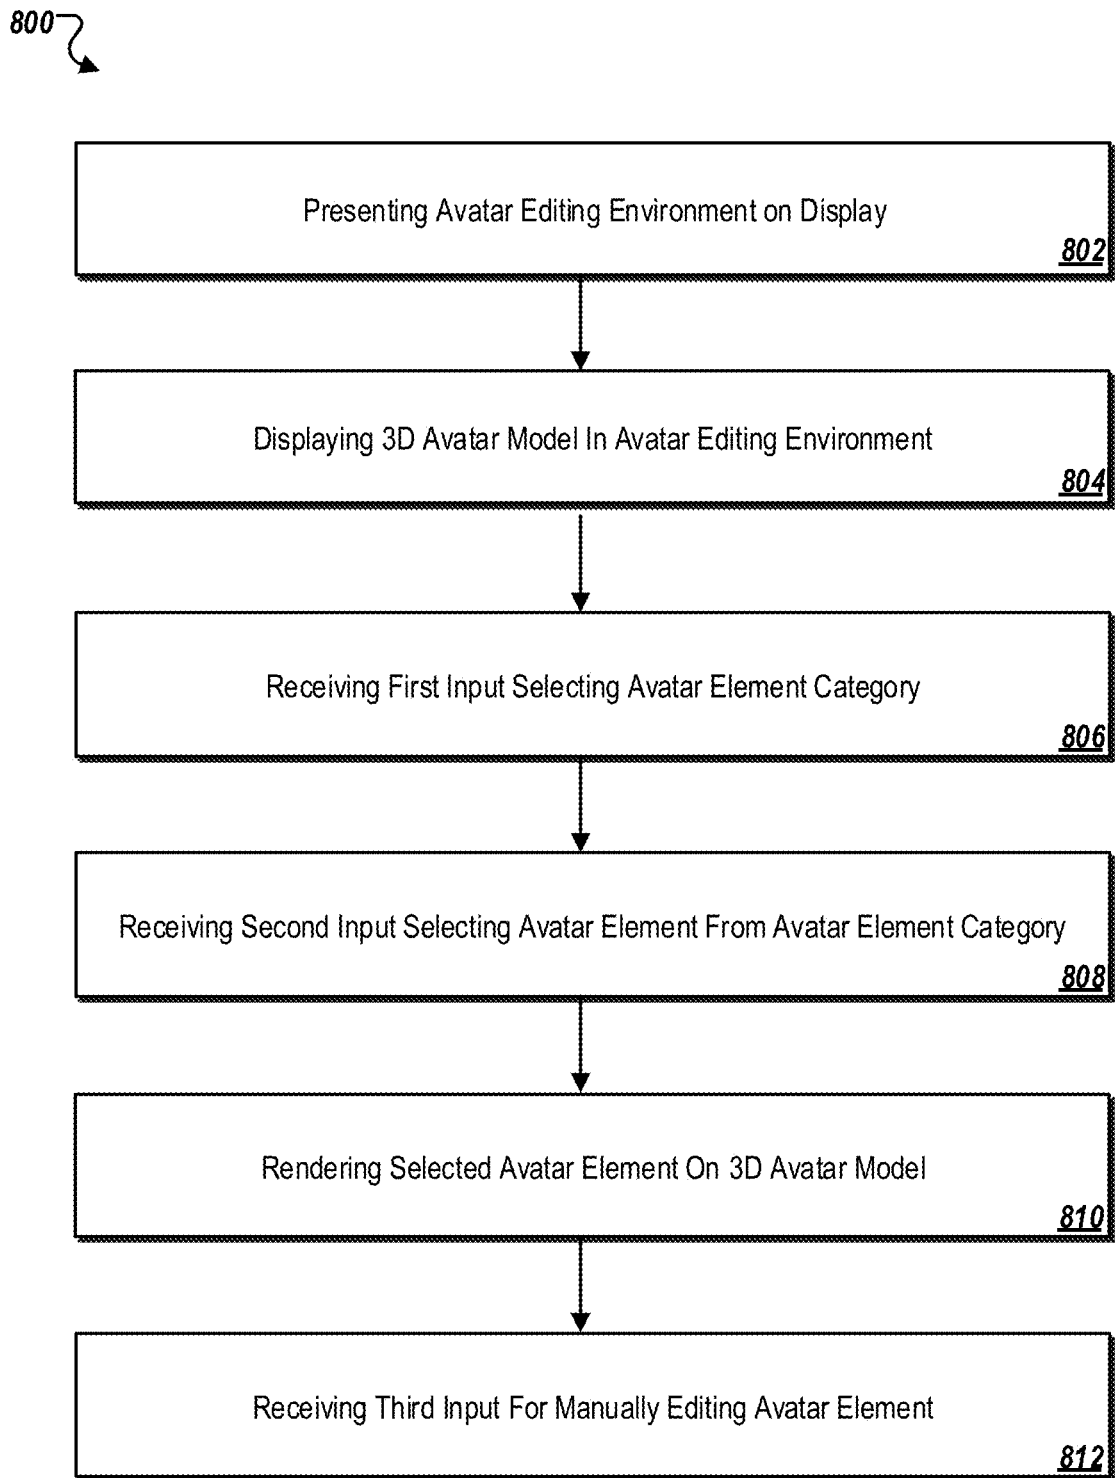 800
Presenting Avatar Editing Environment on Display
802
Displaying 3D Avatar Model In Avatar Editing Environment
804
Receiving First Input Selecting Avatar Element Category
806
Receiving Second Input Selecting Avatar Element From Avatar Element Category
808
Rendering Selected Avatar Element On 3D Avatar Model
810
Receiving Third Input For Manually Editing Avatar Element
812